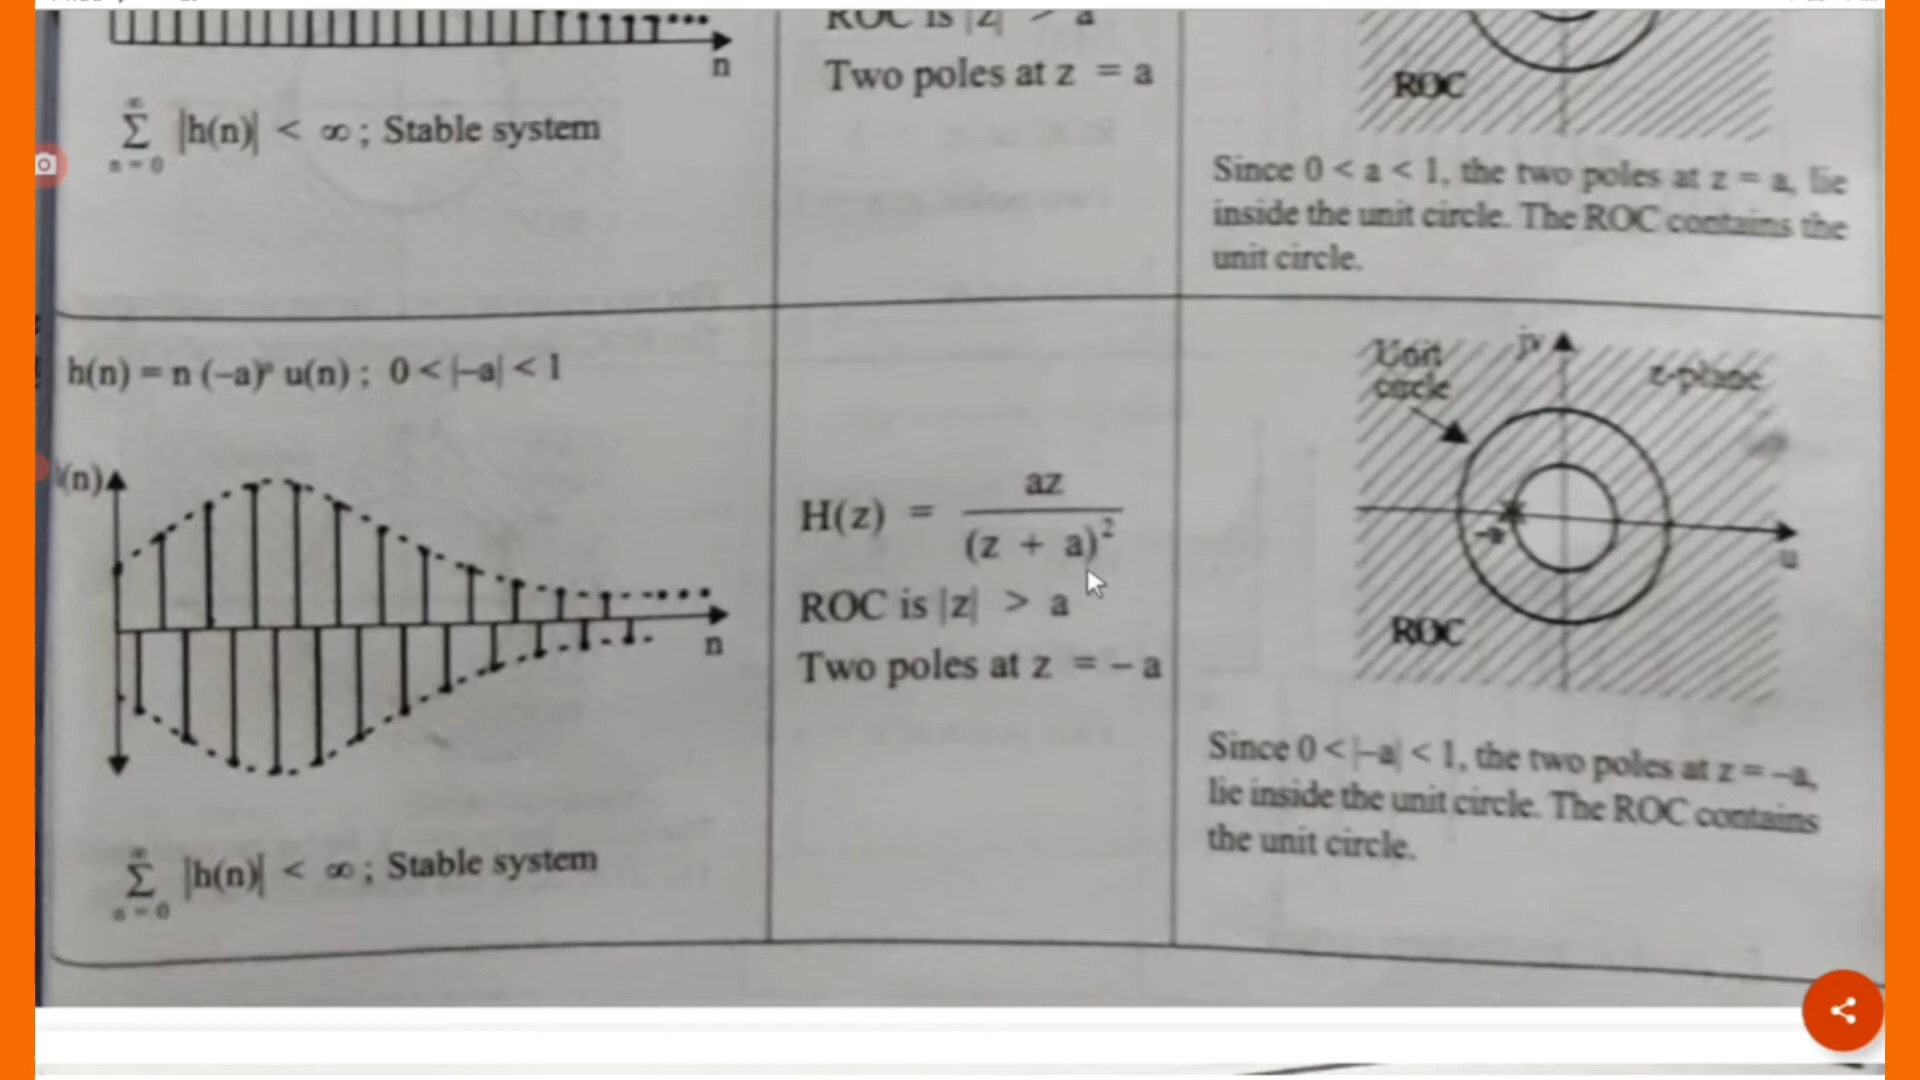 ROC is |z| > a
n
Two poles at z = a
ROC
∞
Σ |h(n)| < ∞ ; Stable system
n = 0
Since 0 < a < 1, the two poles at z = a, lie
inside the unit circle. The ROC contains the
unit circle.
h(n) = n (–a)ⁿ u(n) ; 0 < |–a| < 1
(n)
n
∞
Σ |h(n)| < ∞ ; Stable system
n = 0
H(z) = az / (z + a)²
ROC is |z| > a
Two poles at z = – a
Unit
circle
jv
z-plane
–a
u
ROC
Since 0 < |–a| < 1, the two poles at z = –a,
lie inside the unit circle. The ROC contains
the unit circle.